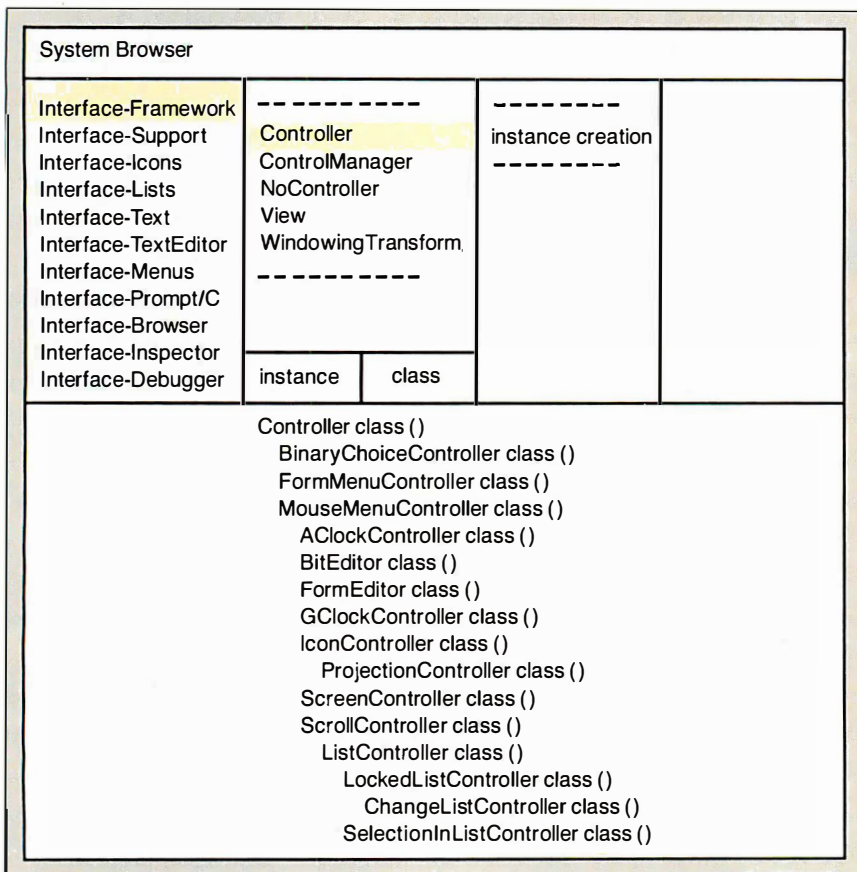 System Browser
Interface-Framework
Interface-Support
Interface-Icons
Interface-Lists
Interface-Text
Interface-TextEditor
Interface-Menus
Interface-Prompt/C
Interface-Browser
Interface-Inspector
Interface-Debugger
Controller
ControlManager
NoController
View
WindowingTransform
instance
class
instance creation
Controller class ()
BinaryChoiceController class ()
FormMenuController class ()
MouseMenuController class ()
AClockController class ()
BitEditor class ()
FormEditor class ()
GClockController class ()
IconController class ()
ProjectionController class ()
ScreenController class ()
ScrollController class ()
ListController class ()
LockedListController class ()
ChangeListController class ()
SelectionInListController class ()